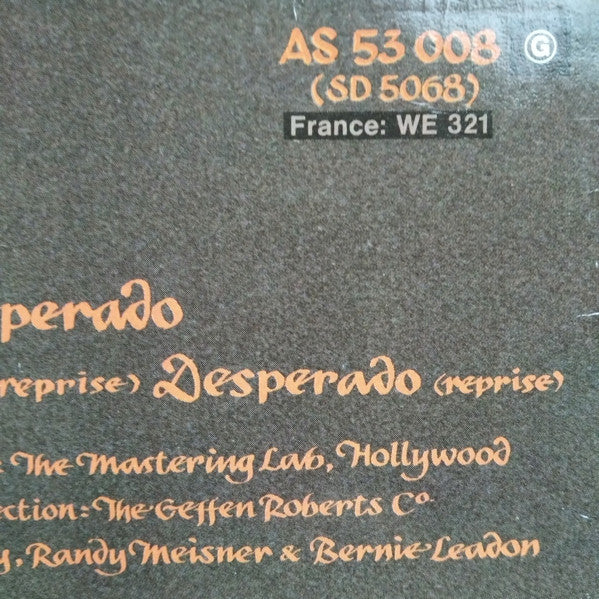 AS 53 008 G
(SD 5068)
France: WE 321
perado
reprise) Desperado (reprise)
: The Mastering Lab, Hollywood
ection: The Geffen Roberts Co.
y, Randy Meisner & Bernie Leadon